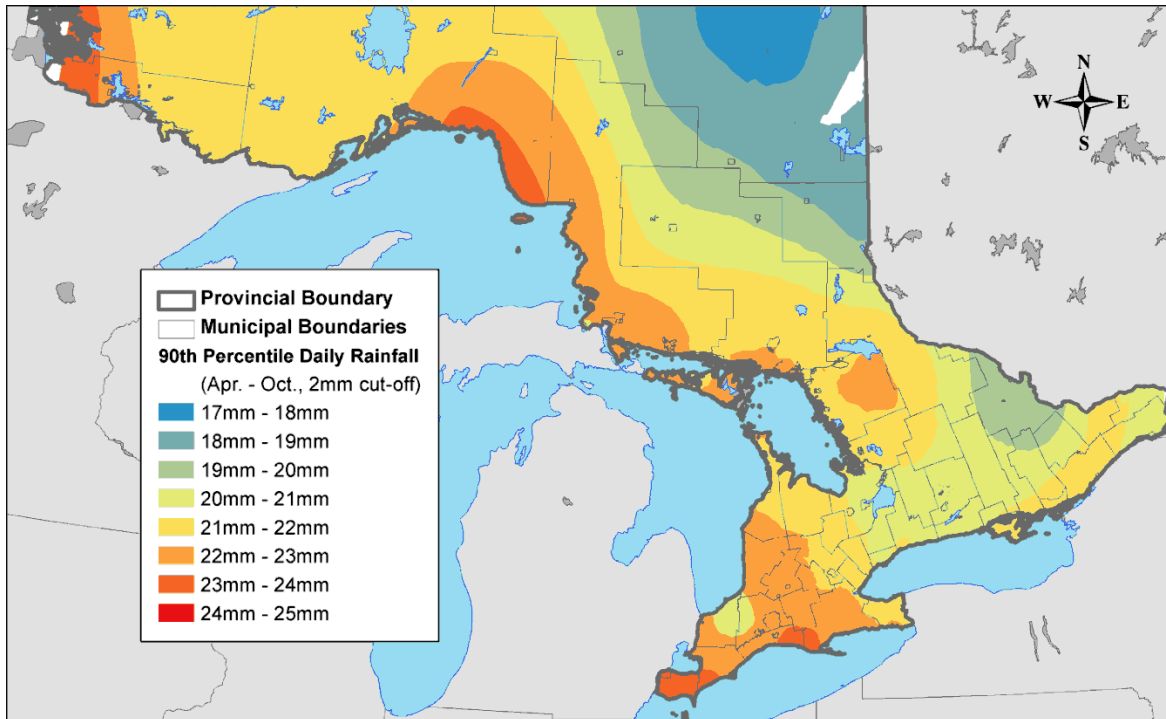 N
W E
S
Provincial Boundary
Municipal Boundaries
90th Percentile Daily Rainfall
(Apr. - Oct., 2mm cut-off)
17mm - 18mm
18mm - 19mm
19mm - 20mm
20mm - 21mm
21mm - 22mm
22mm - 23mm
23mm - 24mm
24mm - 25mm